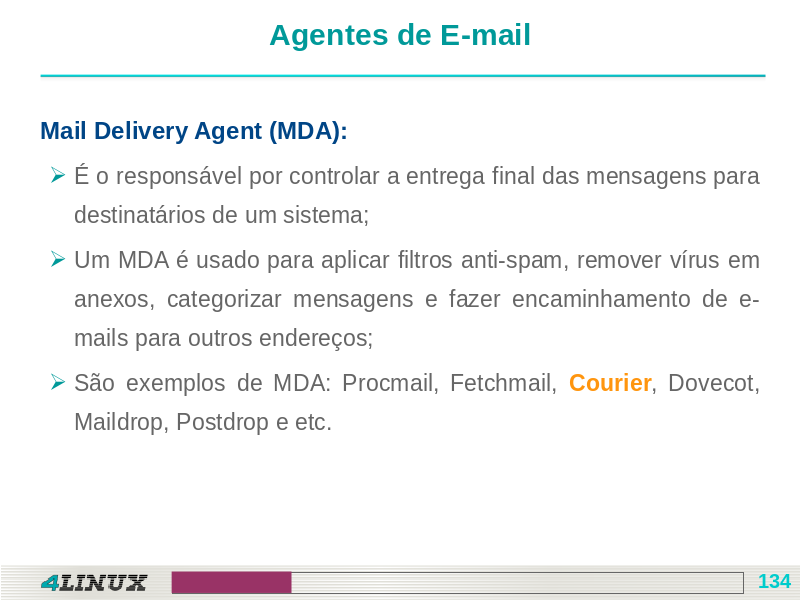 Agentes de E-mail
Mail Delivery Agent (MDA):
É o responsável por controlar a entrega final das mensagens para
destinatários de um sistema;
Um MDA é usado para aplicar filtros anti-spam, remover vírus em
anexos, categorizar mensagens e fazer encaminhamento de e-
mails para outros endereços;
São exemplos de MDA: Procmail, Fetchmail, Courier, Dovecot,
Maildrop, Postdrop e etc.
4LINUX
134